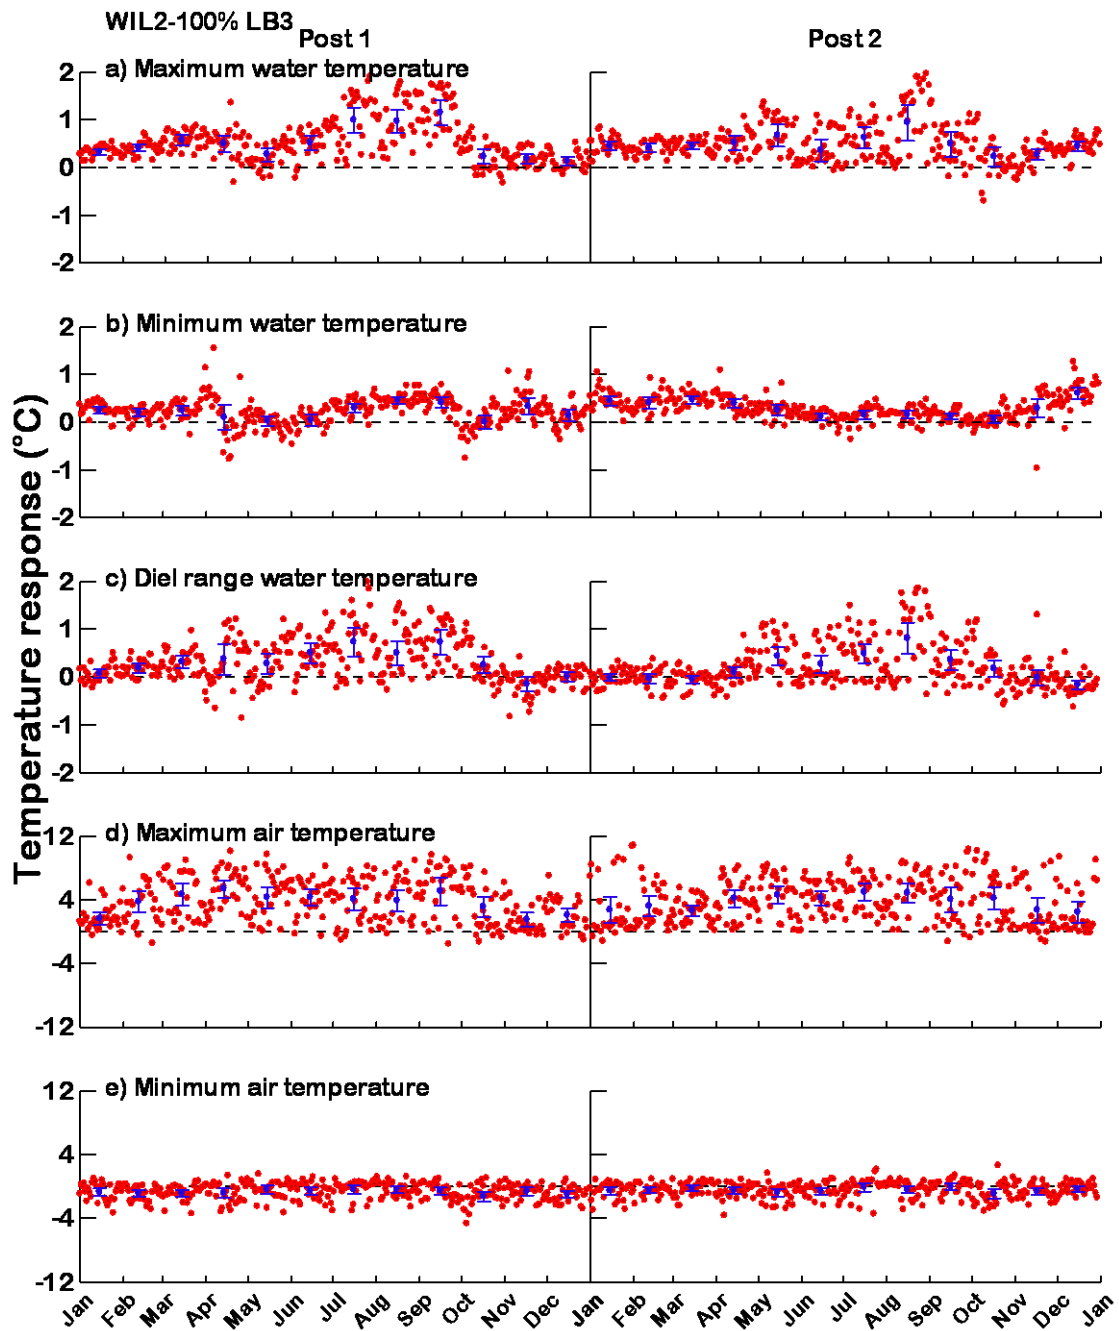 WIL2-100% LB3
Post 1
Post 2
a) Maximum water temperature
2
1
0
-1
-2
b) Minimum water temperature
2
1
0
-1
-2
c) Diel range water temperature
2
1
0
-1
-2
d) Maximum air temperature
12
4
-4
-12
e) Minimum air temperature
12
4
-4
-12
Temperature response (°C)
Jan Feb Mar Apr May Jun Jul Aug Sep Oct Nov Dec Jan Feb Mar Apr May Jun Jul Aug Sep Oct Nov Dec Jan